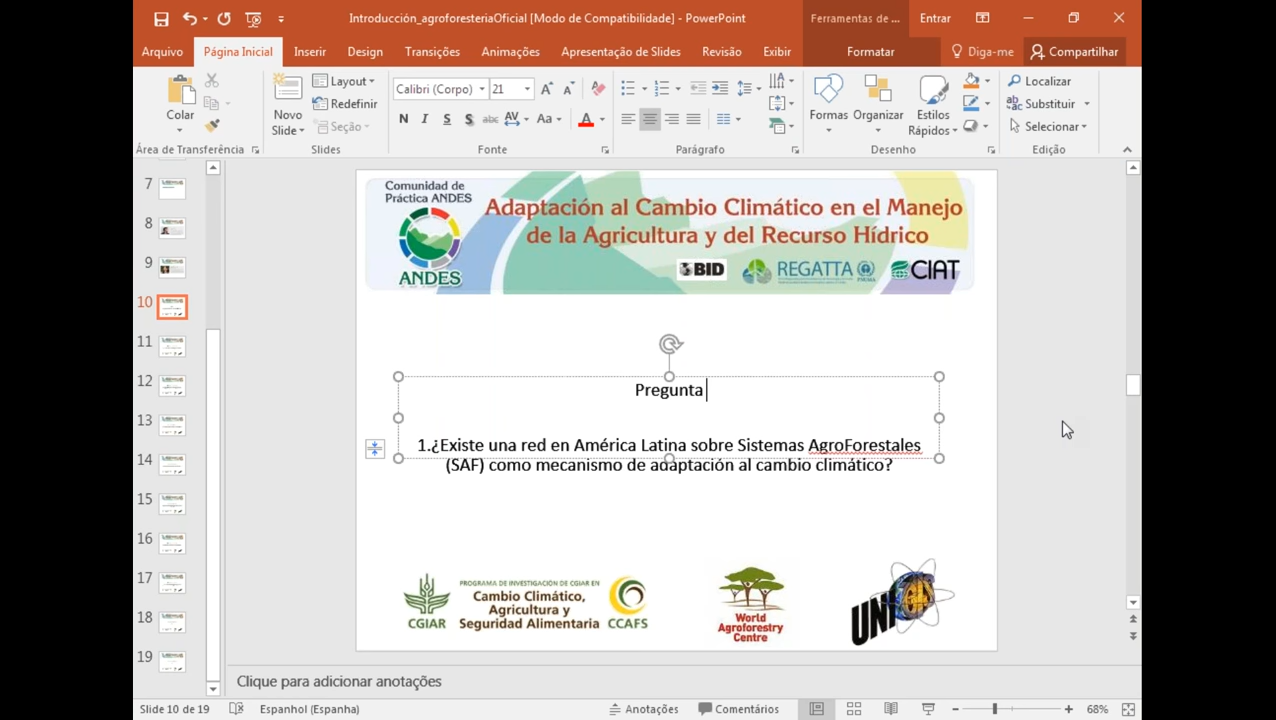 Introducción_agroforesteriaOficial [Modo de Compatibilidade] - PowerPoint
Ferramentas de ...
Entrar
Arquivo
Página Inicial
Inserir
Design
Transições
Animações
Apresentação de Slides
Revisão
Exibir
Formatar
Diga-me
Compartilhar
Colar
Área de Transferência
Novo
Slide
Layout
Redefinir
Seção
Slides
Calibri (Corpo)
21
N I S S abc AV Aa A
Fonte
Parágrafo
Formas
Organizar
Estilos
Rápidos
Desenho
Localizar
Substituir
Selecionar
Edição
7
8
9
10
11
12
13
14
15
16
17
18
19
Comunidad de
Práctica ANDES
ANDES
Adaptación al Cambio Climático en el Manejo
de la Agricultura y del Recurso Hídrico
BID
REGATTA
CIAT
Pregunta
1.¿Existe una red en América Latina sobre Sistemas AgroForestales
(SAF) como mecanismo de adaptación al cambio climático?
CGIAR
PROGRAMA DE INVESTIGACIÓN DE CGIAR EN
Cambio Climático,
Agricultura y
Seguridad Alimentaria
CCAFS
World
Agroforestry
Centre
Clique para adicionar anotações
Slide 10 de 19
Espanhol (Espanha)
Anotações
Comentários
68%